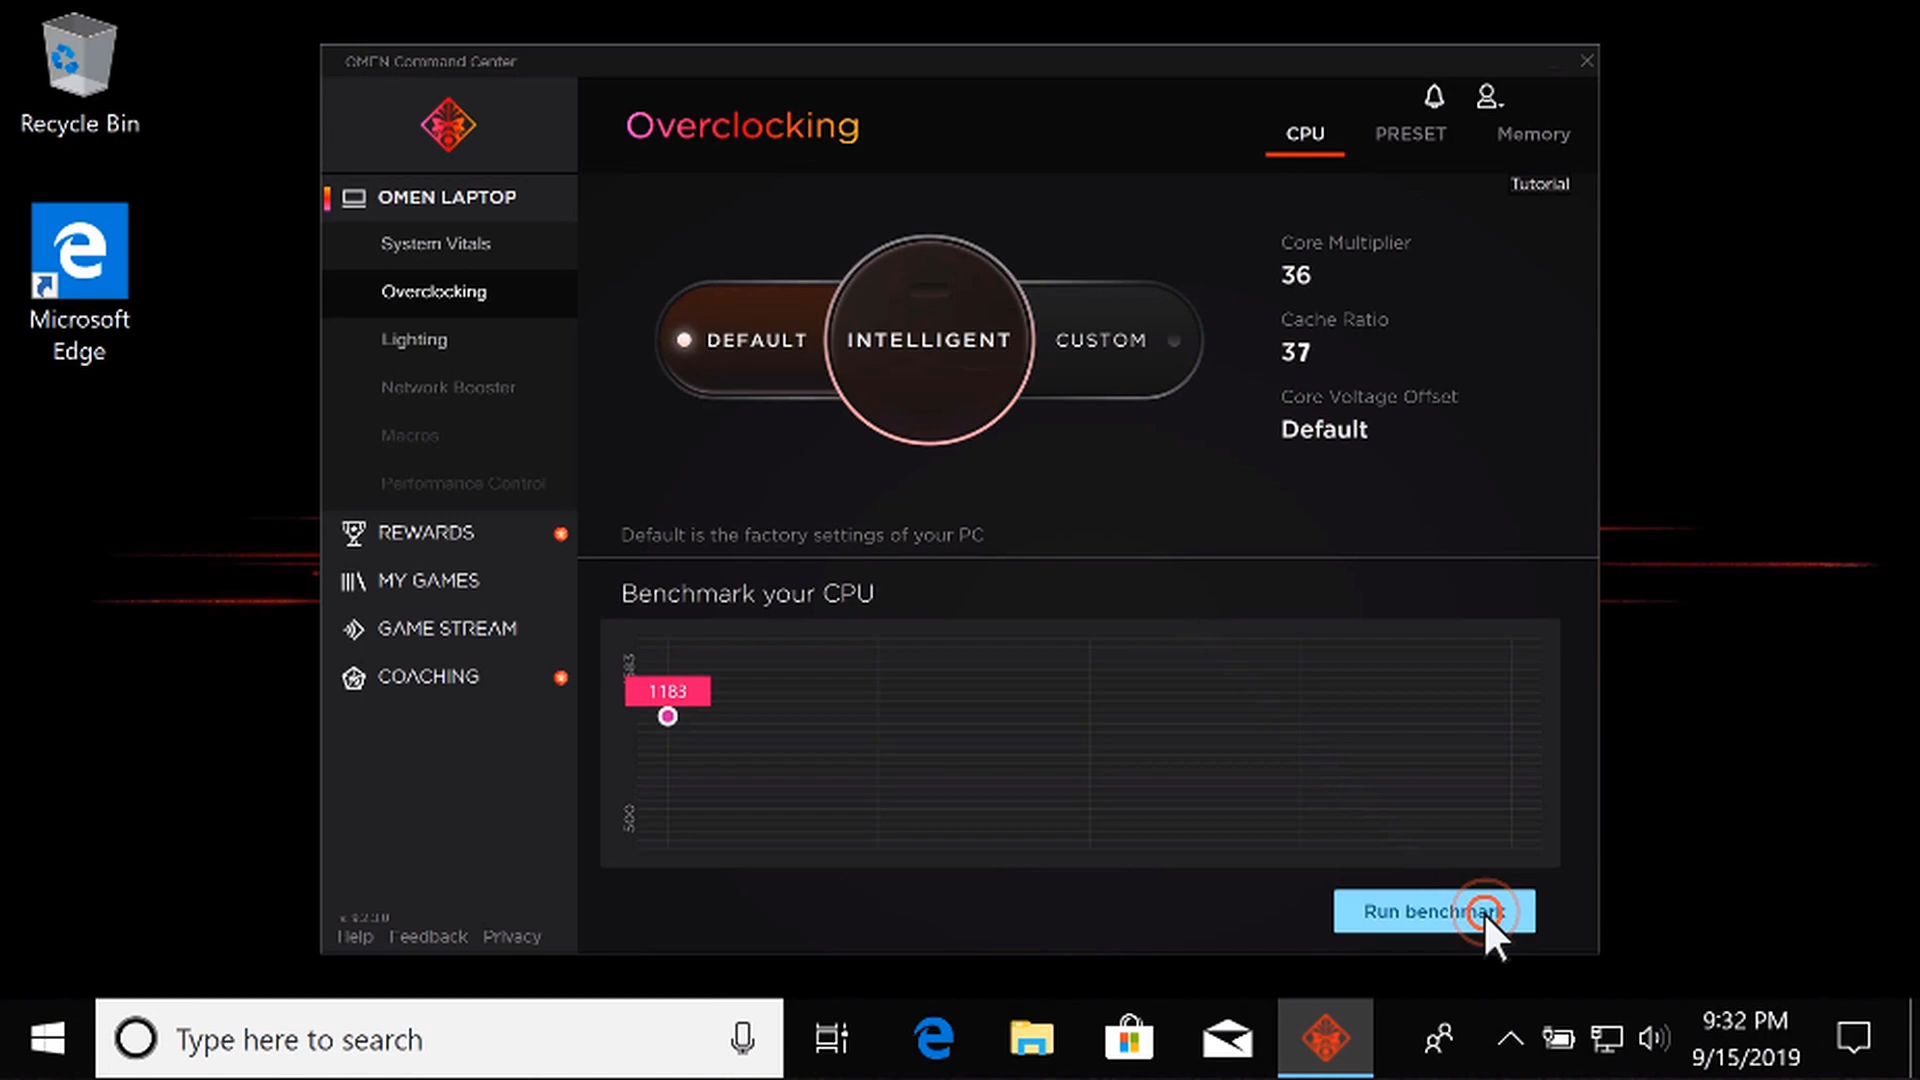 Recycle Bin
Microsoft
Edge
OMEN Command Center
OMEN LAPTOP
System Vitals
Overclocking
Lighting
Network Booster
Macros
Performance Control
REWARDS
MY GAMES
GAME STREAM
COACHING
Help Feedback Privacy
Overclocking
CPU PRESET Memory
Tutorial
DEFAULT INTELLIGENT CUSTOM
Core Multiplier
36
Cache Ratio
37
Core Voltage Offset
Default
Default is the factory settings of your PC
Benchmark your CPU
1183
500
Run benchmark
Type here to search
9:32 PM
9/15/2019